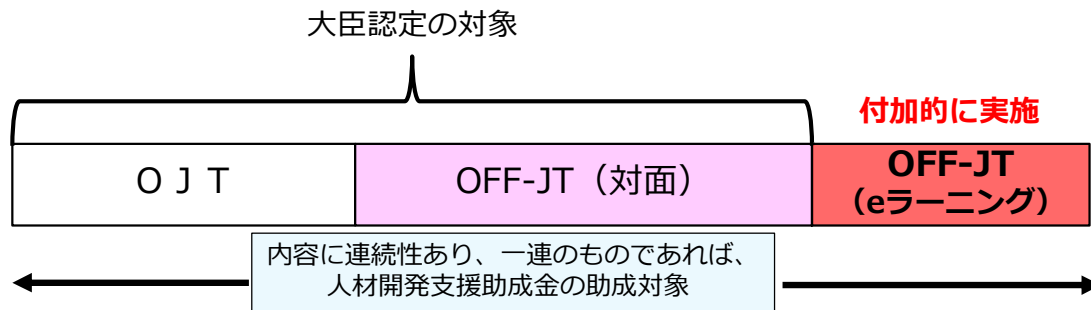 大臣認定の対象
付加的に実施
ＯＪＴ
OFF-JT（対面）
OFF-JT
（eラーニング）
内容に連続性あり、一連のものであれば、
人材開発支援助成金の助成対象